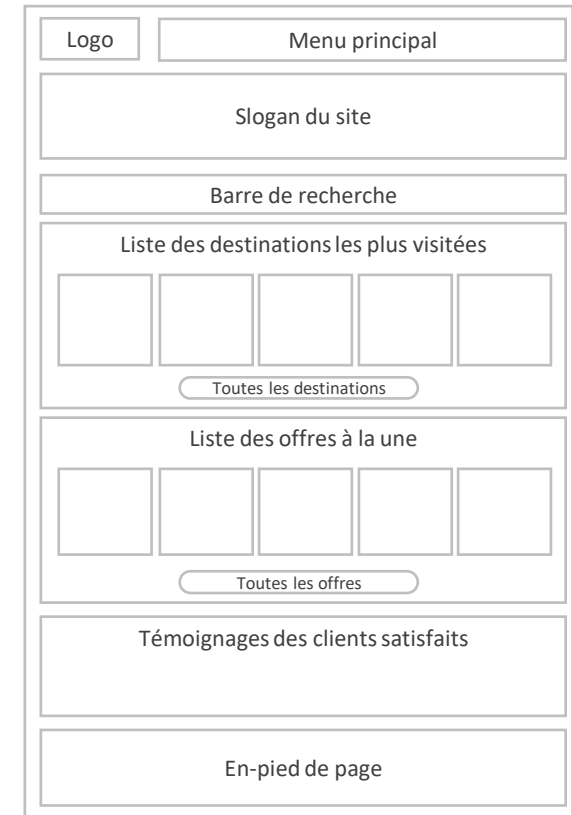 Logo
Menu principal
Slogan du site
Barre de recherche
Liste des destinations les plus visitées
Toutes les destinations
Liste des offres à la une
Toutes les offres
Témoignages des clients satisfaits
En-pied de page